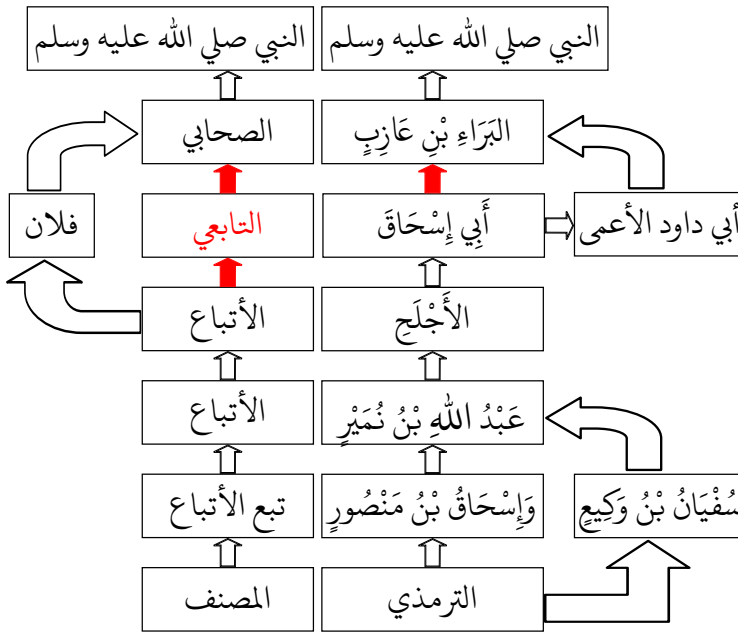 النبي صلي الله عليه وسلم
النبي صلي الله عليه وسلم
البَرَاءِ بْنِ عَازِبٍ
الصحابي
أبي داود الأعمى
أَبِي إِسْحَاقَ
التابعي
فلان
الأَجْلَحِ
الأتباع
عَبْدُ اللهِ بْنُ نُمَيْرٍ
الأتباع
سُفْيَانُ بْنُ وَكِيعٍ
وَإِسْحَاقُ بْنُ مَنْصُورٍ
تبع الأتباع
الترمذي
المصنف